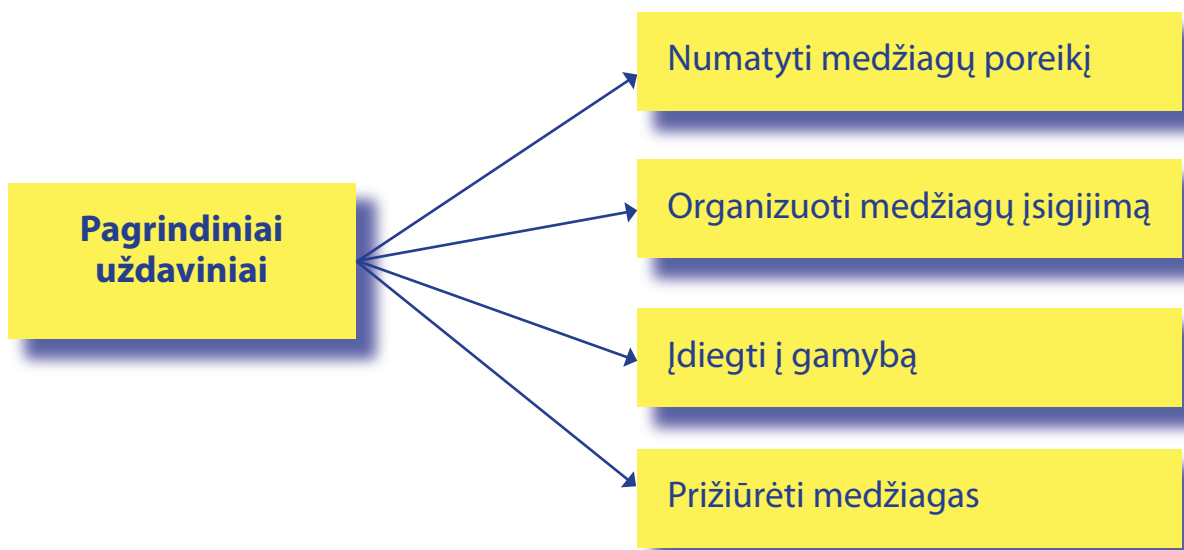 Pagrindiniai
uždaviniai
Numatyti medžiagų poreikį
Organizuoti medžiagų įsigijimą
Įdiegti į gamybą
Prižiūrėti medžiagas